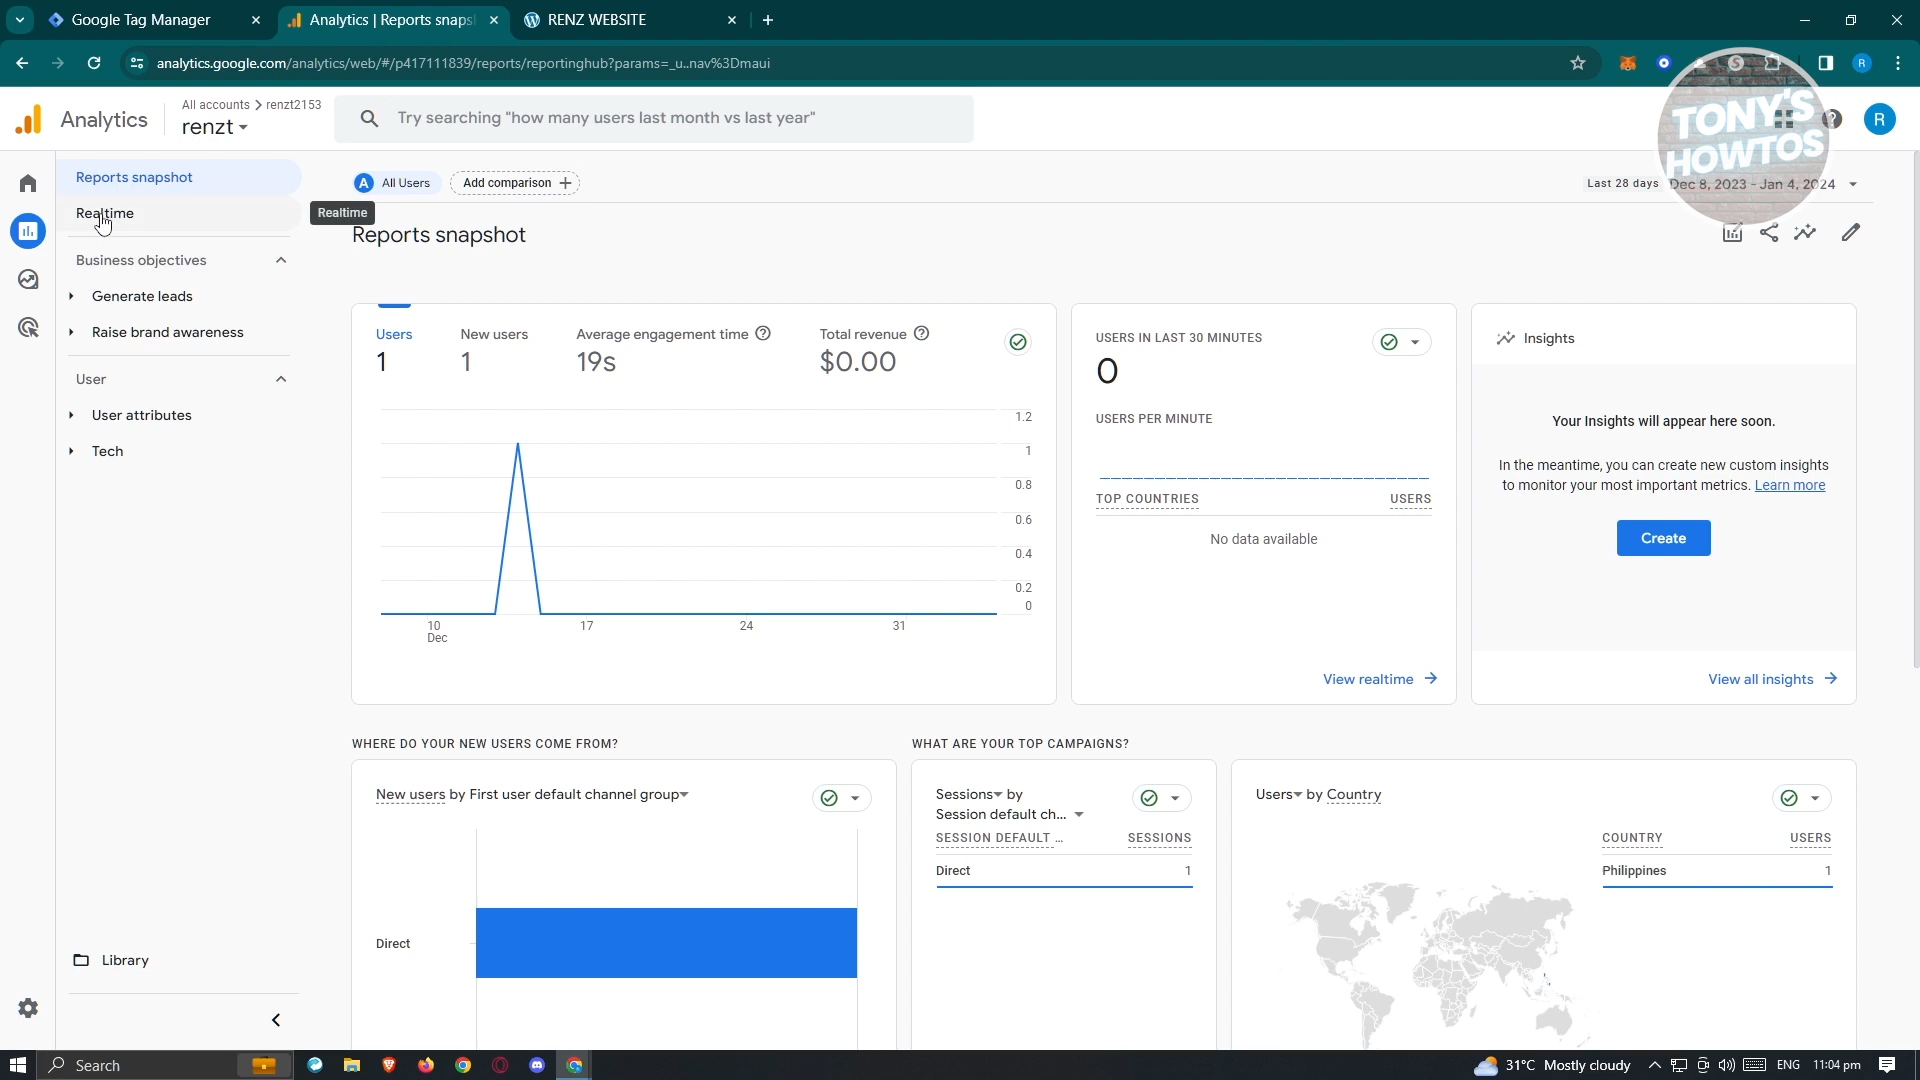 Google Tag Manager
Analytics | Reports snaps
RENZ WEBSITE
analytics.google.com/analytics/web/#/p417111839/reports/reportinghub?params=_u..nav%3Dmaui
R
Analytics
All accounts > renzt2153
renzt
Try searching "how many users last month vs last year"
TONY'S
HOWTOS
R
Reports snapshot
Realtime
Business objectives
Generate leads
Raise brand awareness
User
User attributes
Tech
Library
A All Users
Add comparison +
Last 28 days Dec 8, 2023 - Jan 4, 2024
Realtime
Reports snapshot
Users
1
New users
1
Average engagement time
19s
Total revenue
$0.00
1.2
1
0.8
0.6
0.4
0.2
0
10
Dec
17
24
31
USERS IN LAST 30 MINUTES
0
USERS PER MINUTE
TOP COUNTRIES USERS
No data available
View realtime
Insights
Your Insights will appear here soon.
In the meantime, you can create new custom insights
to monitor your most important metrics. Learn more
Create
View all insights
WHERE DO YOUR NEW USERS COME FROM?
New users by First user default channel group
Direct
WHAT ARE YOUR TOP CAMPAIGNS?
Sessions by
Session default ch...
SESSION DEFAULT ... SESSIONS
Direct 1
Users by Country
COUNTRY USERS
Philippines 1
Search
31°C Mostly cloudy
ENG
11:04 pm